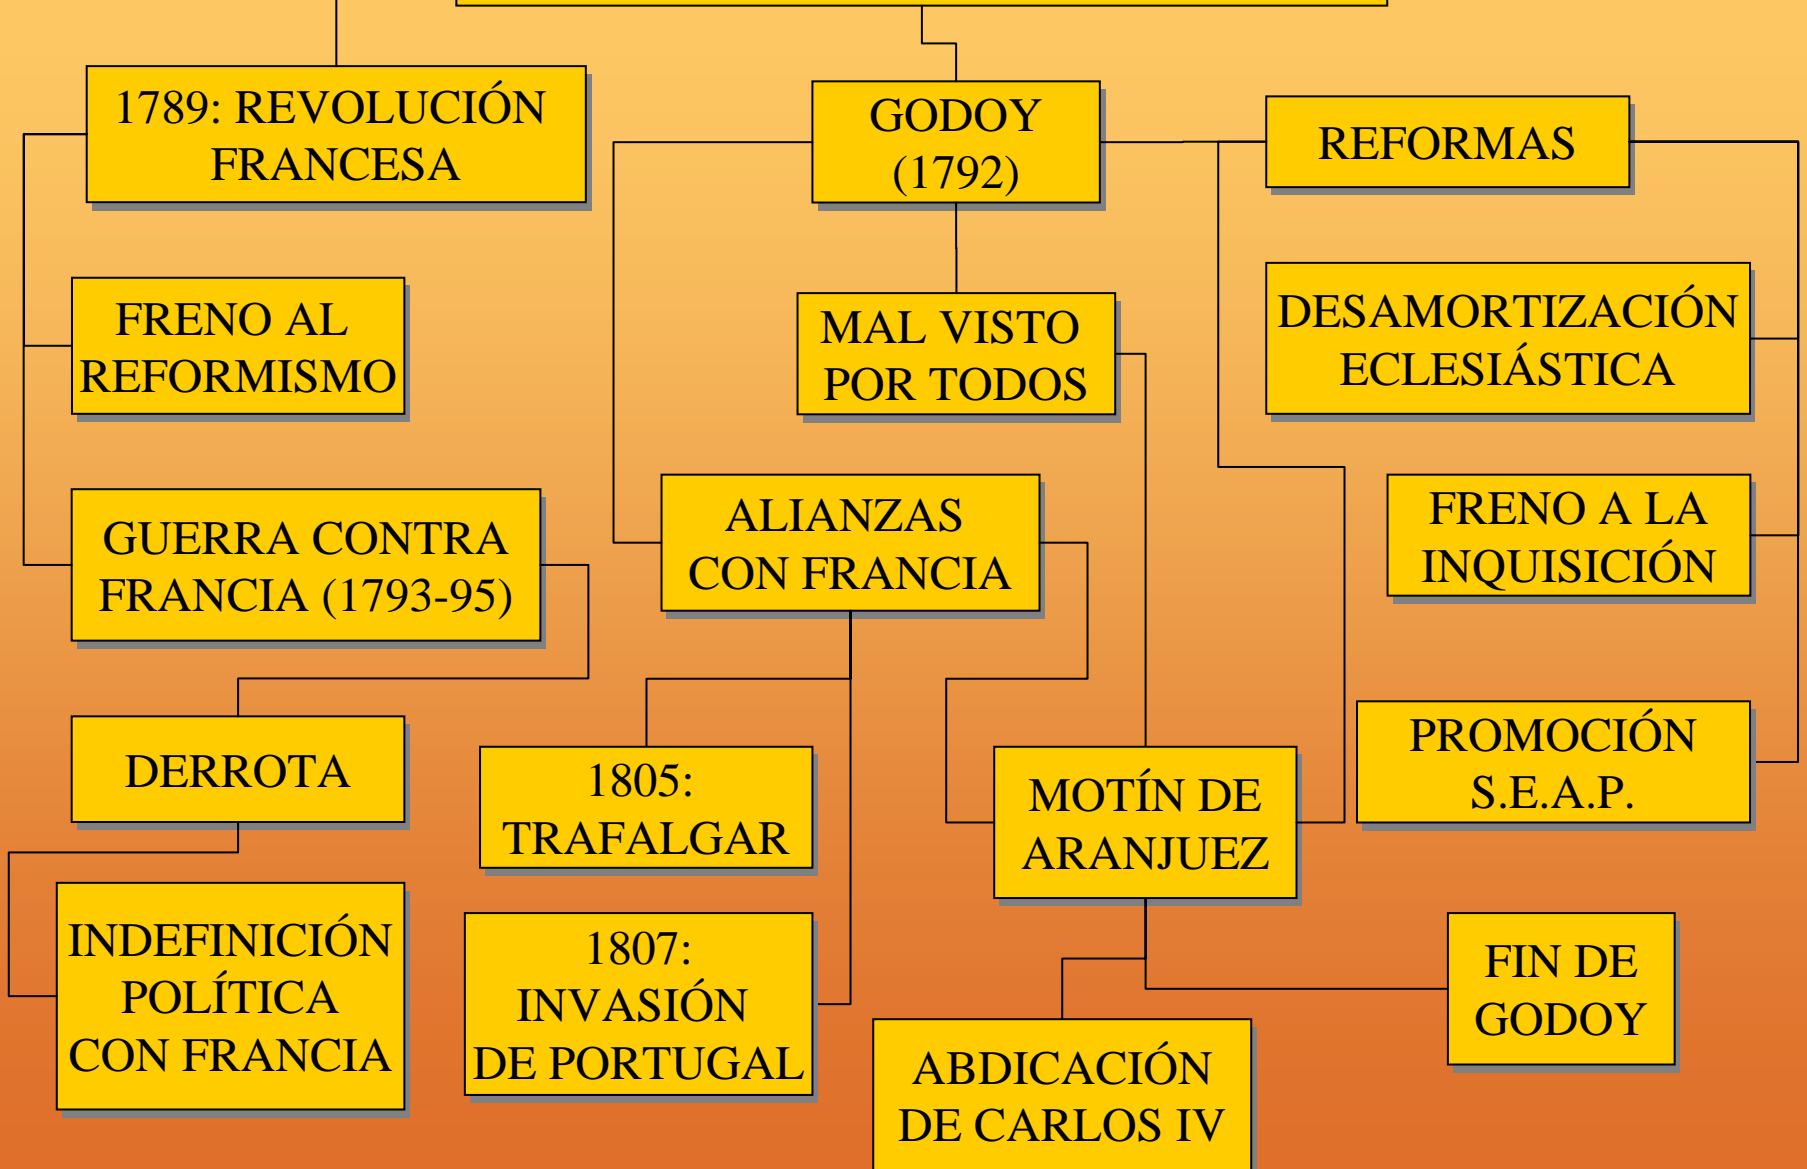 1789: REVOLUCIÓN
FRANCESA
GODOY
(1792)
REFORMAS
FRENO AL
REFORMISMO
MAL VISTO
POR TODOS
DESAMORTIZACIÓN
ECLESIÁSTICA
GUERRA CONTRA
FRANCIA (1793-95)
ALIANZAS
CON FRANCIA
FRENO A LA
INQUISICIÓN
DERROTA
1805:
TRAFALGAR
MOTÍN DE
ARANJUEZ
PROMOCIÓN
S.E.A.P.
INDEFINICIÓN
POLÍTICA
CON FRANCIA
1807:
INVASIÓN
DE PORTUGAL
ABDICACIÓN
DE CARLOS IV
FIN DE
GODOY